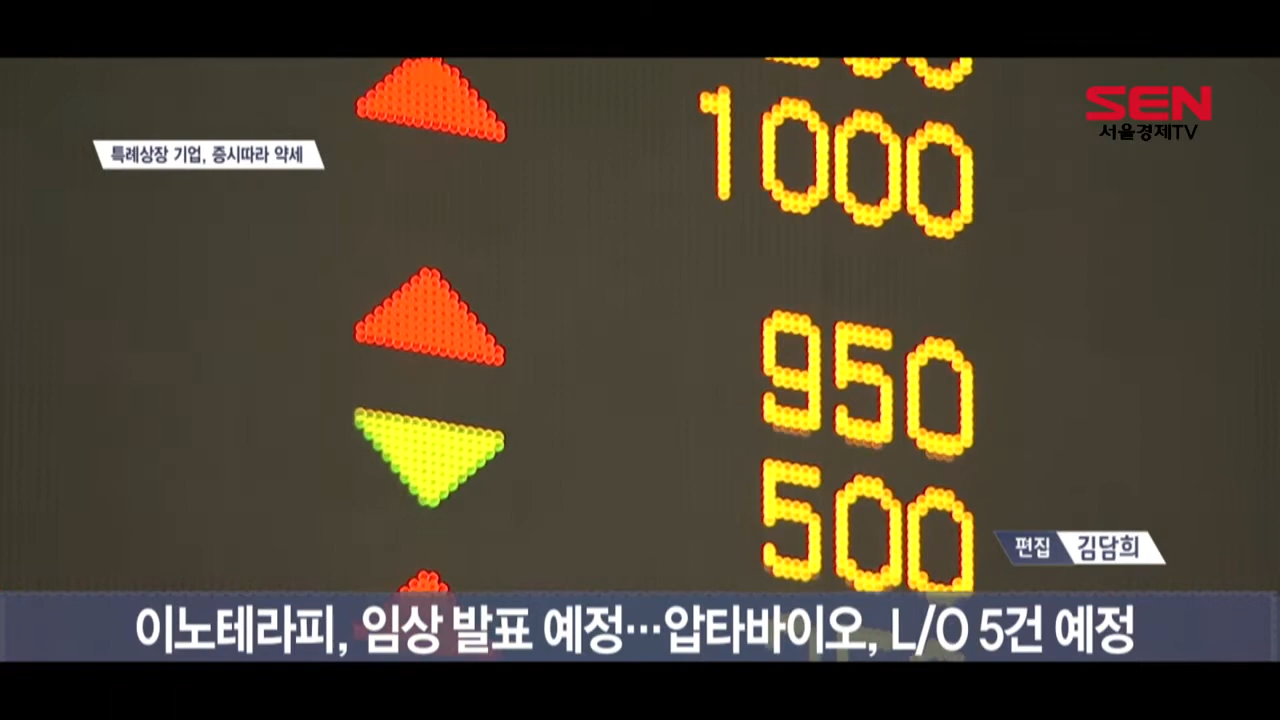 SEN
서울경제TV
특례상장 기업, 증시따라 약세
1000
950
500
편집 김담희
이노테라피, 임상 발표 예정…압타바이오, L/O 5건 예정